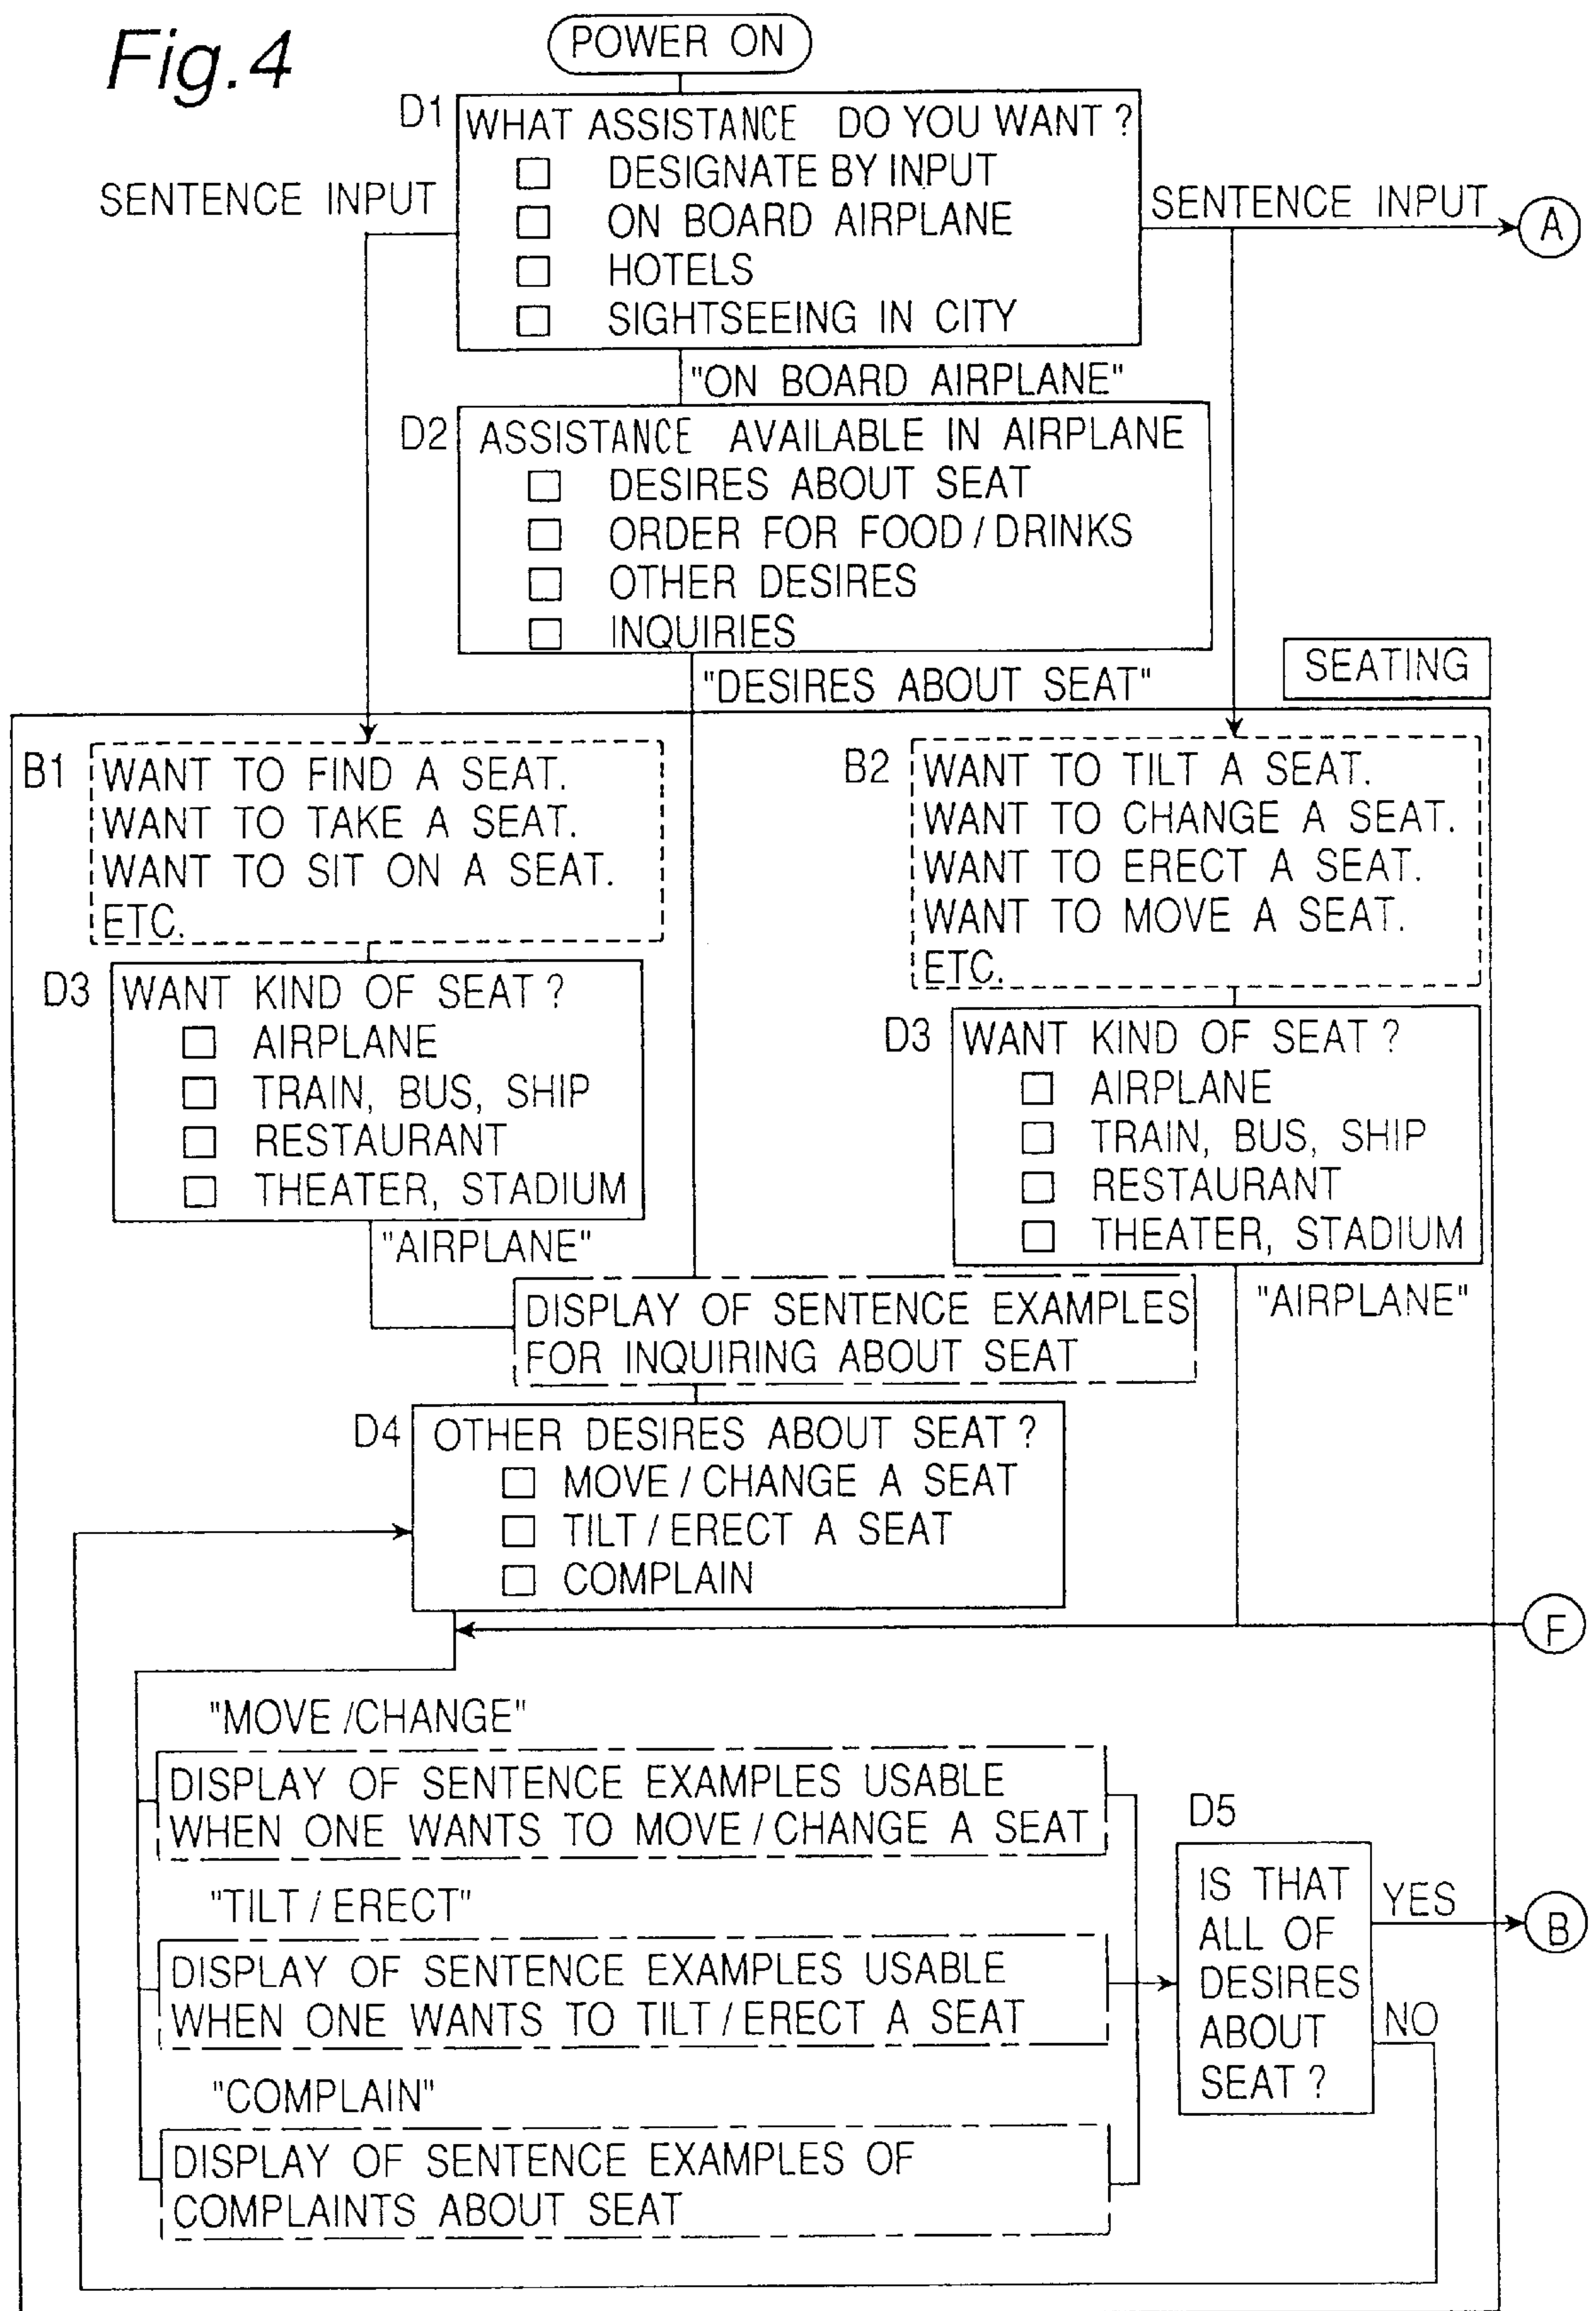 Fig.4
POWER ON
D1
WHAT ASSISTANCE DO YOU WANT ?
DESIGNATE BY INPUT
ON BOARD AIRPLANE
HOTELS
SIGHTSEEING IN CITY
SENTENCE INPUT
SENTENCE INPUT
A
"ON BOARD AIRPLANE"
D2
ASSISTANCE AVAILABLE IN AIRPLANE
DESIRES ABOUT SEAT
ORDER FOR FOOD / DRINKS
OTHER DESIRES
INQUIRIES
"DESIRES ABOUT SEAT"
SEATING
B1
WANT TO FIND A SEAT.
WANT TO TAKE A SEAT.
WANT TO SIT ON A SEAT.
ETC.
B2
WANT TO TILT A SEAT.
WANT TO CHANGE A SEAT.
WANT TO ERECT A SEAT.
WANT TO MOVE A SEAT.
ETC.
D3
WANT KIND OF SEAT ?
AIRPLANE
TRAIN, BUS, SHIP
RESTAURANT
THEATER, STADIUM
"AIRPLANE"
D3
WANT KIND OF SEAT ?
AIRPLANE
TRAIN, BUS, SHIP
RESTAURANT
THEATER, STADIUM
"AIRPLANE"
DISPLAY OF SENTENCE EXAMPLES
FOR INQUIRING ABOUT SEAT
D4
OTHER DESIRES ABOUT SEAT ?
MOVE / CHANGE A SEAT
TILT / ERECT A SEAT
COMPLAIN
F
"MOVE /CHANGE"
DISPLAY OF SENTENCE EXAMPLES USABLE
WHEN ONE WANTS TO MOVE / CHANGE A SEAT
"TILT / ERECT"
DISPLAY OF SENTENCE EXAMPLES USABLE
WHEN ONE WANTS TO TILT / ERECT A SEAT
"COMPLAIN"
DISPLAY OF SENTENCE EXAMPLES OF
COMPLAINTS ABOUT SEAT
D5
IS THAT
ALL OF
DESIRES
ABOUT
SEAT ?
YES
B
NO